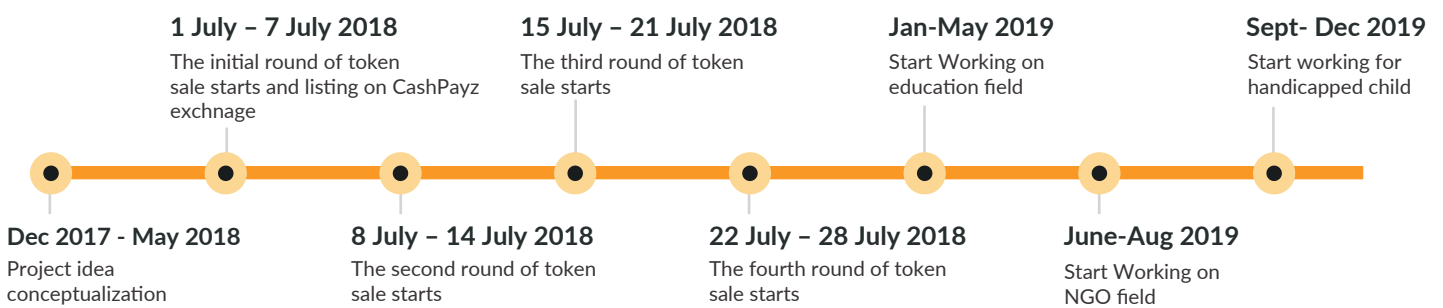 1 July – 7 July 2018
The initial round of token
sale starts and listing on CashPayz
exchnage
15 July – 21 July 2018
The third round of token
sale starts
Jan-May 2019
Start Working on
education field
Sept- Dec 2019
Start working for
handicapped child
Dec 2017 - May 2018
Project idea
conceptualization
8 July – 14 July 2018
The second round of token
sale starts
22 July – 28 July 2018
The fourth round of token
sale starts
June-Aug 2019
Start Working on
NGO field